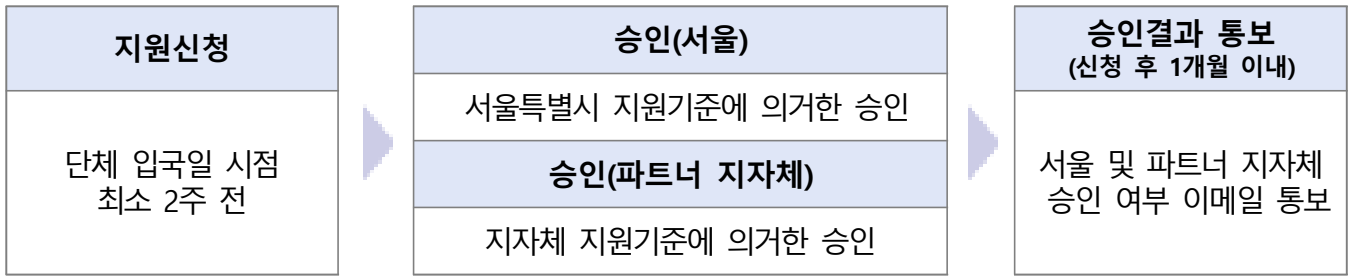 지원신청
단체 입국일 시점
최소 2주 전
승인(서울)
서울특별시 지원기준에 의거한 승인
승인(파트너 지자체)
지자체 지원기준에 의거한 승인
승인결과 통보
(신청 후 1개월 이내)
서울 및 파트너 지자체
승인 여부 이메일 통보